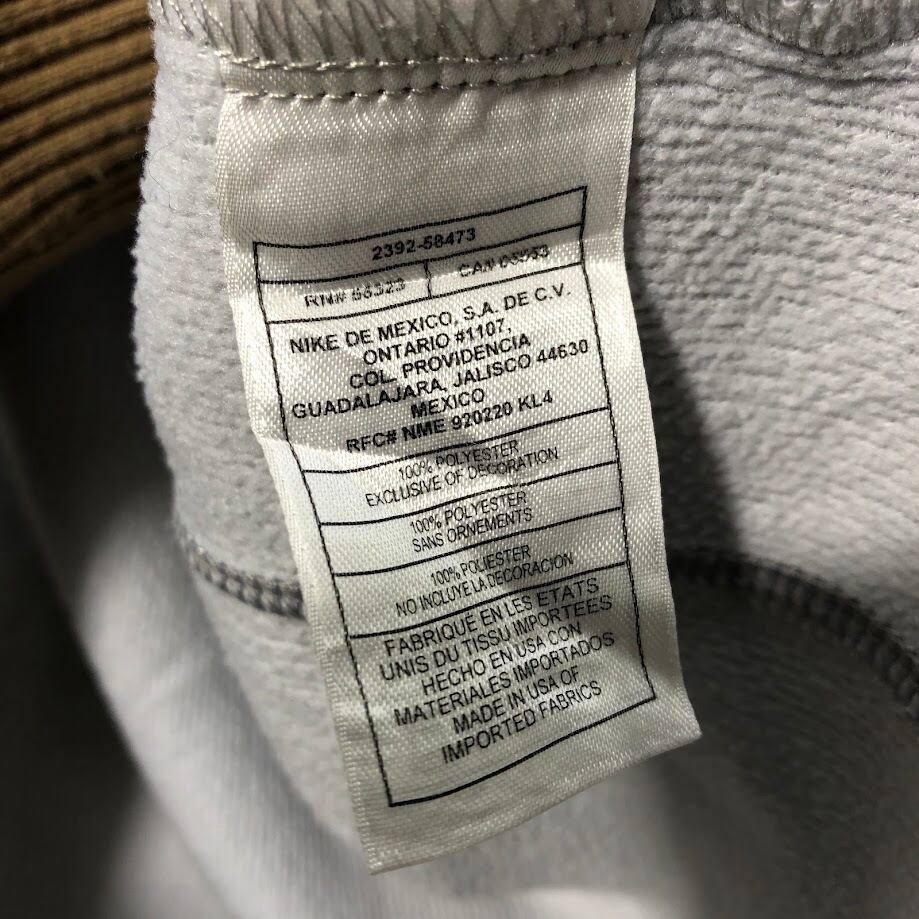 2392-58473
RN# 56323 CA# 05553
NIKE DE MEXICO, S.A. DE C.V.
ONTARIO #1107,
COL. PROVIDENCIA
GUADALAJARA, JALISCO 44630
MEXICO
RFC# NME 920220 KL4
100% POLYESTER
EXCLUSIVE OF DECORATION
100% POLYESTER
SANS ORNEMENTS
100% POLIESTER
NO INCLUYE LA DECORACION
FABRIQUE EN LES ETATS
UNIS DU TISSU IMPORTEES
HECHO EN USA CON
MATERIALES IMPORTADOS
MADE IN USA OF
IMPORTED FABRICS